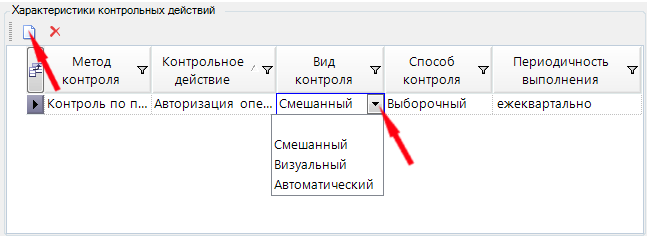 Характеристики контрольных действий
Метод контроля
Контрольное действие
Вид контроля
Способ контроля
Периодичность выполнения
Контроль по п... Авторизация опе... Смешанный Выборочный ежеквартально
Смешанный
Визуальный
Автоматический